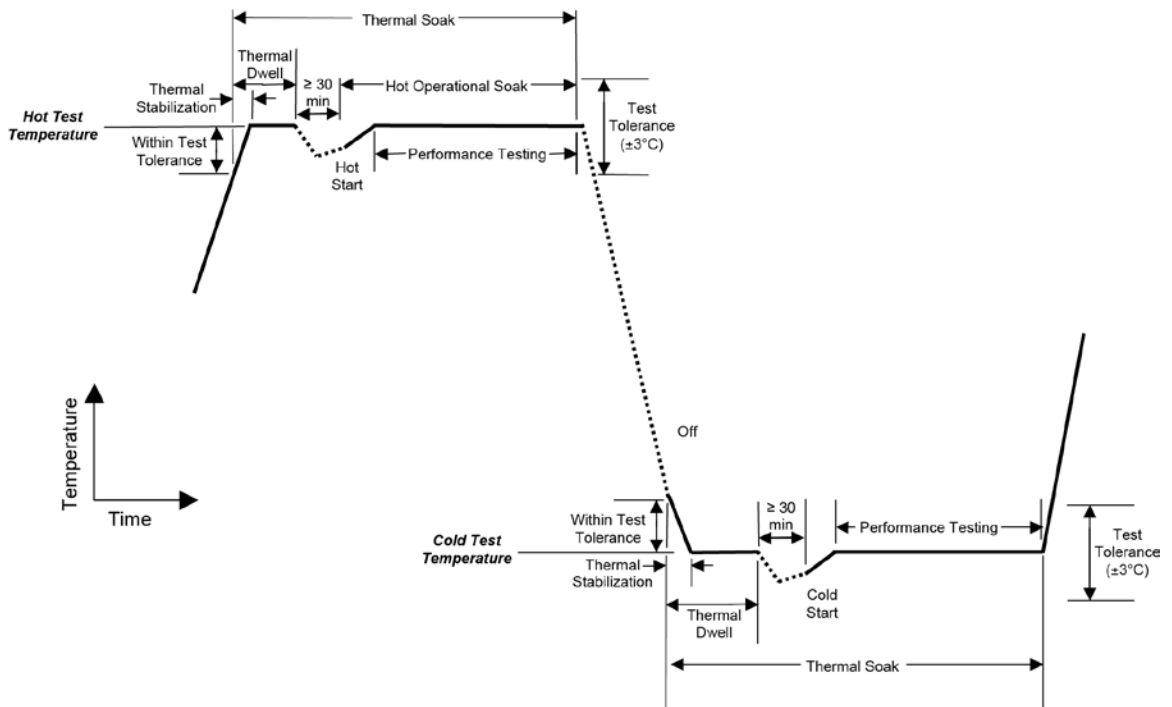 Thermal Soak
Thermal
Dwell
≥ 30
min
Hot Operational Soak
Thermal
Stabilization
Hot Test
Temperature
Within Test
Tolerance
Test
Tolerance
(±3°C)
Performance Testing
Hot
Start
Temperature
Time
Off
Within Test
Tolerance
≥ 30
min
Performance Testing
Cold Test
Temperature
Test
Tolerance
(±3°C)
Thermal
Stabilization
Cold
Start
Thermal
Dwell
Thermal Soak